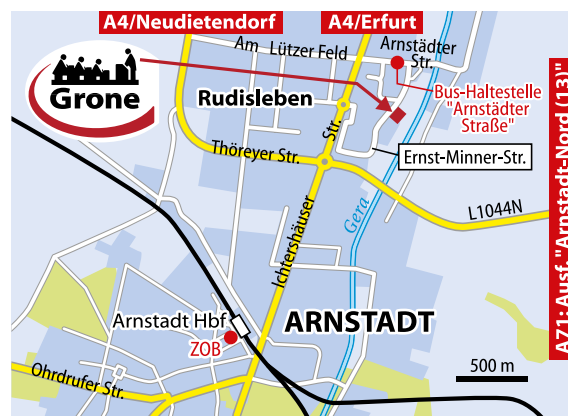 A4/Neudietendorf
A4/Erfurt
Am Lützer Feld
Arnstädter
Str.
Grone
Rudisleben
Bus-Haltestelle
"Arnstädter
Straße"
Ernst-Minner-Str.
Thöreyer Str.
Ichtershäuser Str.
Gera
L1044N
A71: Ausf. "Arnstadt-Nord (13)"
Arnstadt Hbf
ARNSTADT
ZOB
Ohrdrufer Str.
500 m